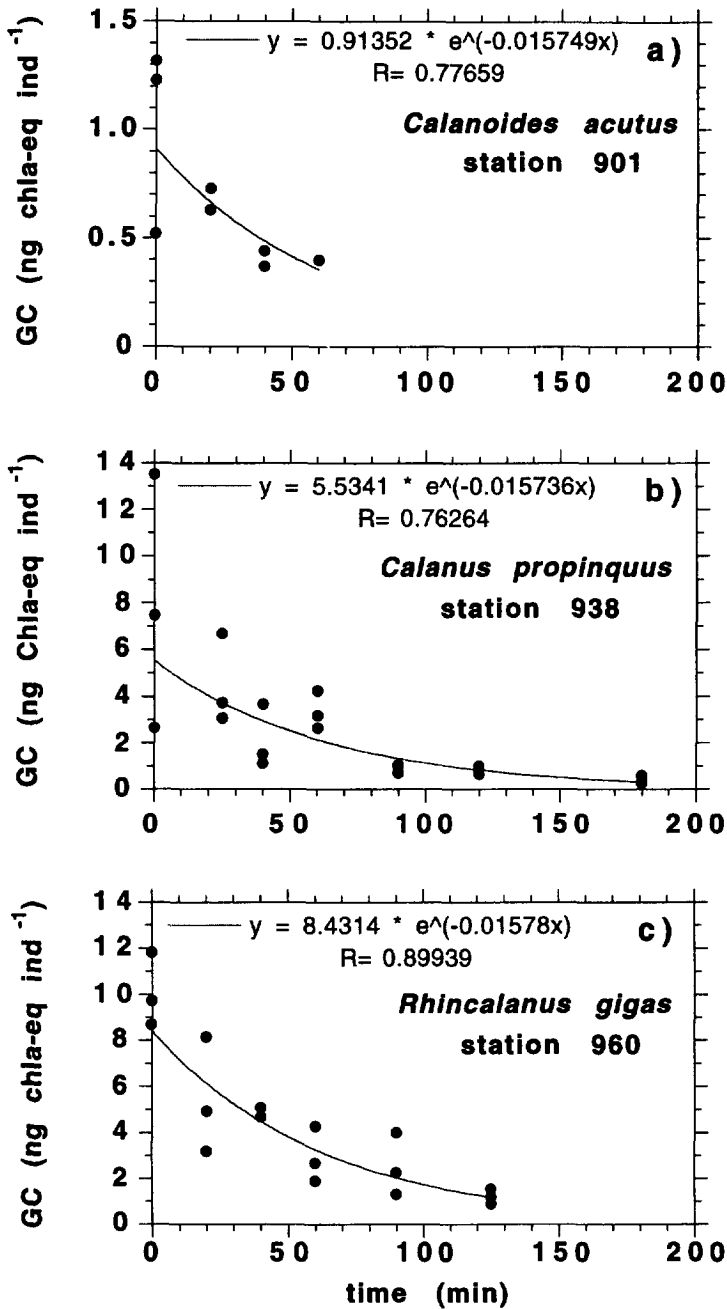 1.5
y = 0.91352 * e^(-0.015749x)
a)
R= 0.77659
Calanoides acutus
station 901
1.0
0.5
0
GC (ng chla-eq ind -1)
0 50 100 150 200
14
y = 5.5341 * e^(-0.015736x)
b)
R= 0.76264
12
Calanus propinquus
station 938
10
8
6
4
2
0
GC (ng Chla-eq ind -1)
0 50 100 150 200
14
y = 8.4314 * e^(-0.01578x)
c)
R= 0.89939
12
Rhincalanus gigas
station 960
10
8
6
4
2
0
GC (ng chla-eq ind -1)
0 50 100 150 200
time (min)